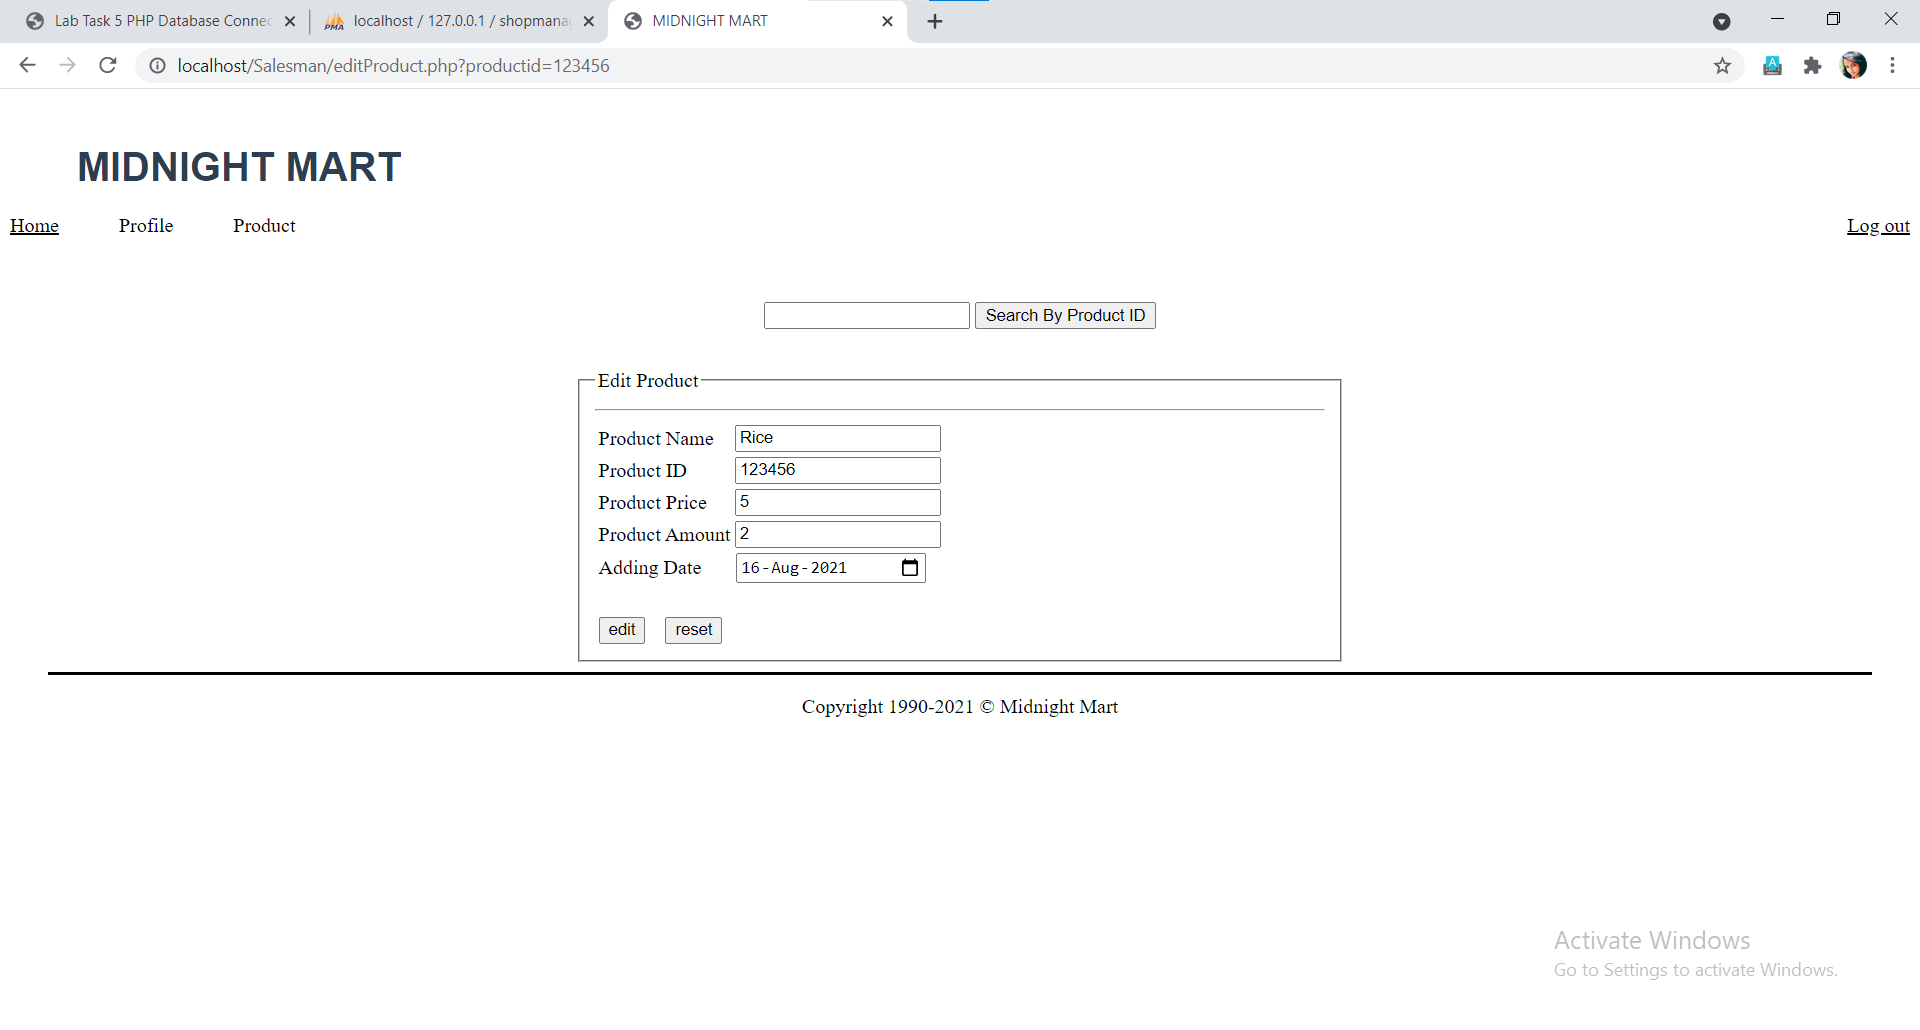 Lab Task 5 PHP Database Connec
localhost / 127.0.0.1 / shopmana
MIDNIGHT MART
localhost/Salesman/editProduct.php?productid=123456
MIDNIGHT MART
Home Profile Product Log out
Search By Product ID
Edit Product
Product Name Rice
Product ID 123456
Product Price 5
Product Amount 2
Adding Date 16-Aug-2021
edit reset
Copyright 1990-2021 © Midnight Mart
Activate Windows
Go to Settings to activate Windows.